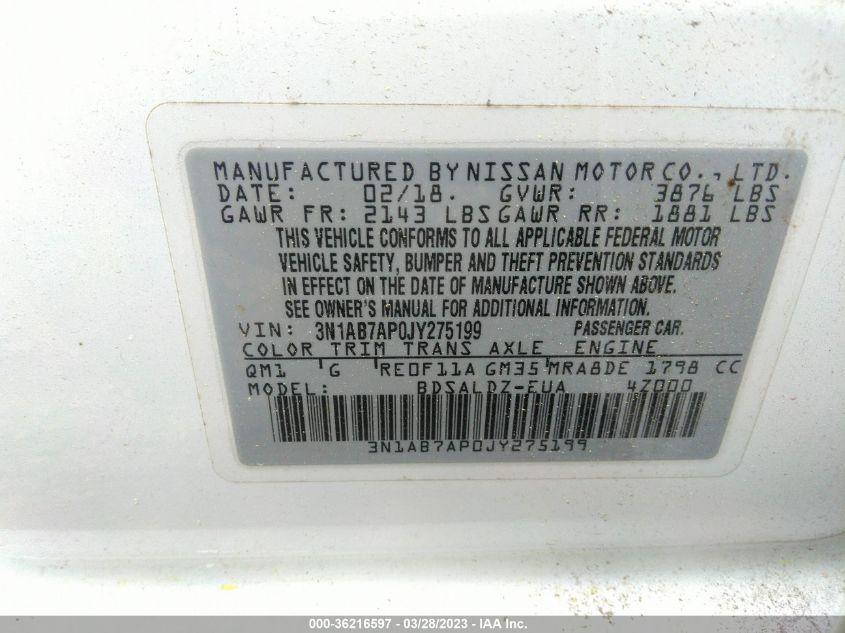 MANUFACTURED BY NISSAN MOTOR CO., LTD.
DATE: 02/18. GVWR: 3876 LBS
GAWR FR: 2143 LBS GAWR RR: 1881 LBS
THIS VEHICLE CONFORMS TO ALL APPLICABLE FEDERAL MOTOR
VEHICLE SAFETY, BUMPER AND THEFT PREVENTION STANDARDS
IN EFFECT ON THE DATE OF MANUFACTURE SHOWN ABOVE.
SEE OWNER'S MANUAL FOR ADDITIONAL INFORMATION.
VIN: 3N1AB7AP0JY275199 PASSENGER CAR.
COLOR TRIM TRANS AXLE ENGINE
QM1 G RE0F11A GM35 MRA8DE 1798 CC
MODEL: BDSALDZ-EUA 4Z000
3N1AB7AP0JY275199
000-36216597 - 03/28/2023 - IAA Inc.